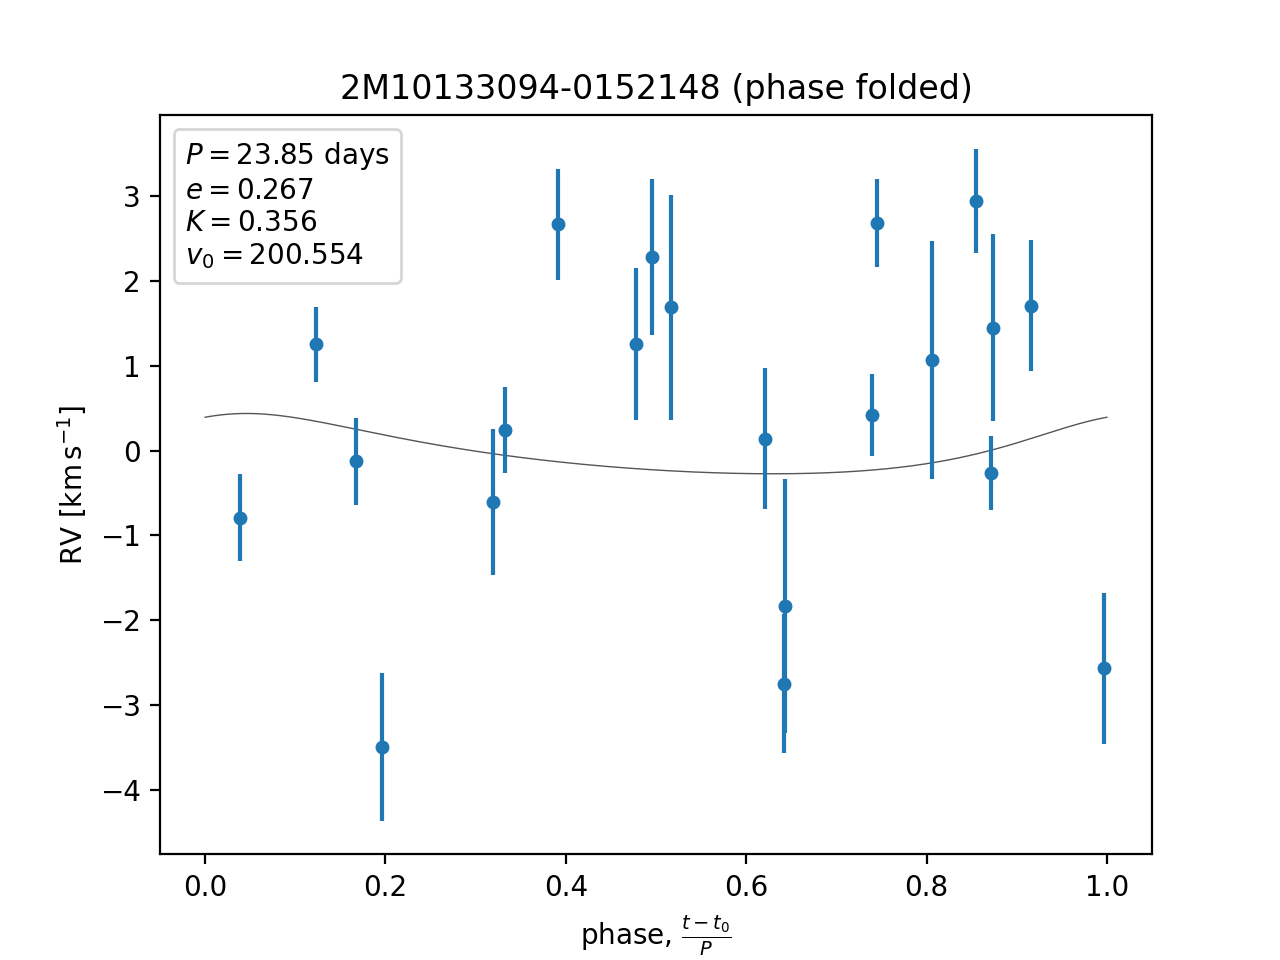 2M10133094-0152148 (phase folded)
P = 23.85 days
e = 0.267
K = 0.356
v₀ = 200.554
3
2
1
0
−1
−2
−3
−4
RV [km s⁻¹]
0.0 0.2 0.4 0.6 0.8 1.0
phase, (t − t₀)/P